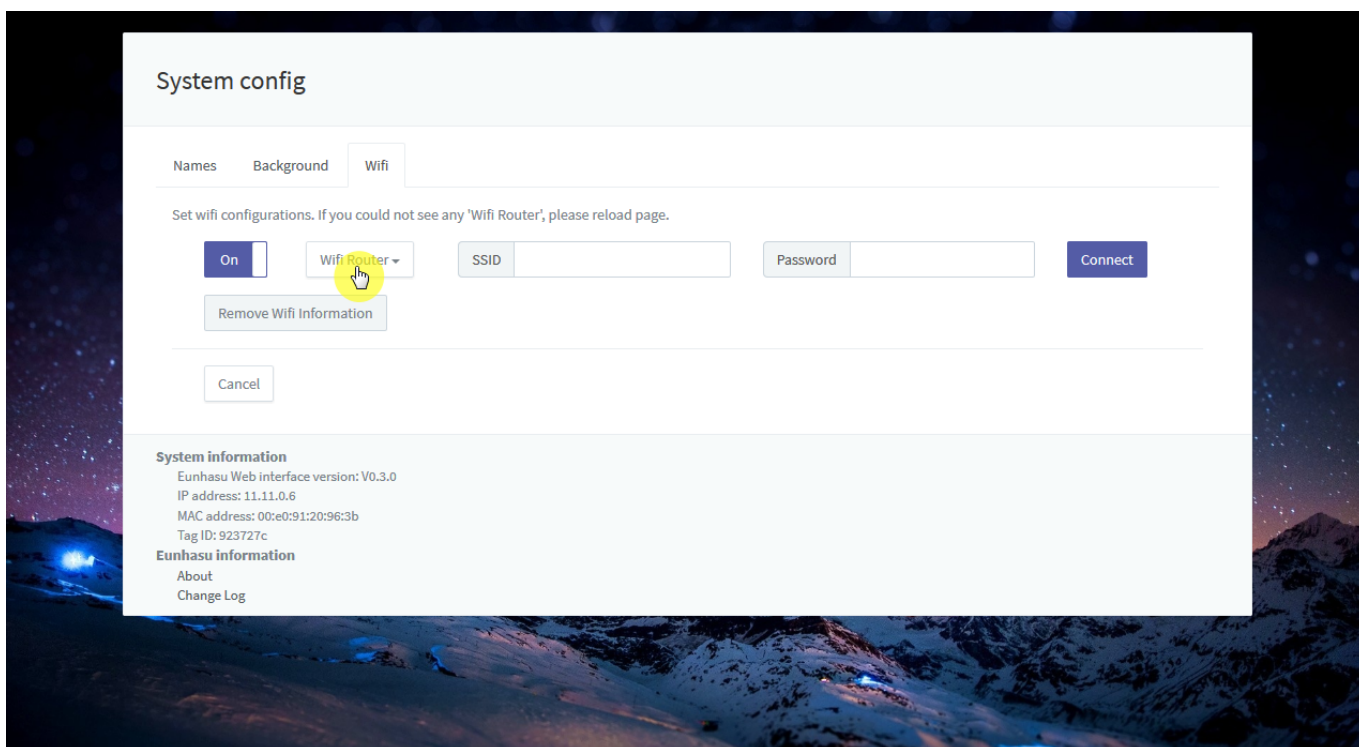 System config
Names Background Wifi
Set wifi configurations. If you could not see any 'Wifi Router', please reload page.
On Wifi Router SSID Password Connect
Remove Wifi Information
Cancel
System information
Eunhasu Web interface version: V0.3.0
IP address: 11.11.0.6
MAC address: 00:e0:91:20:96:3b
Tag ID: 923727c
Eunhasu information
About
Change Log